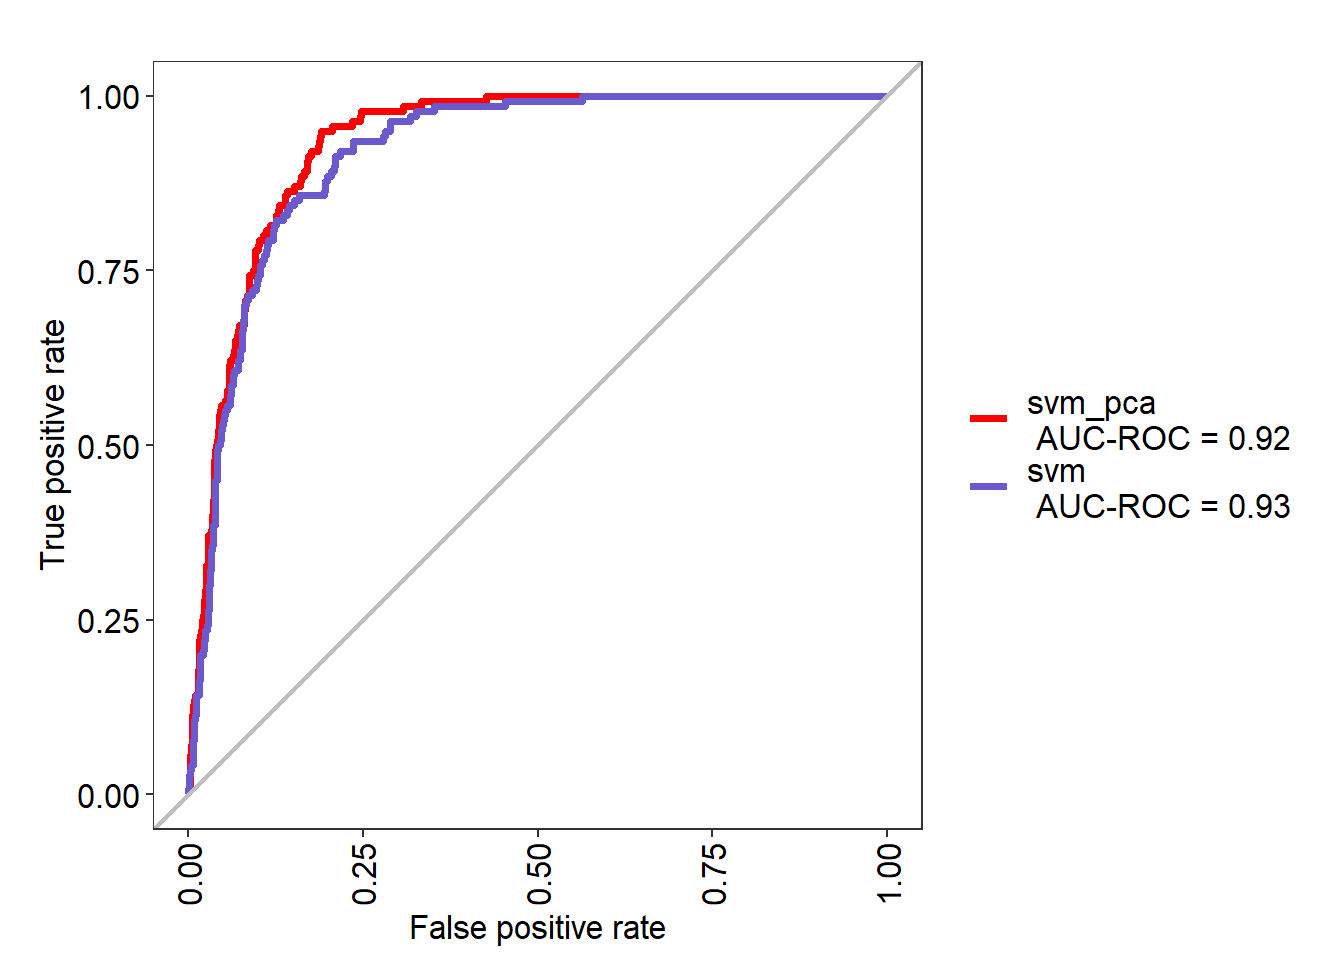 1.00
0.75
0.50
0.25
0.00
True positive rate
0.00
0.25
0.50
0.75
1.00
False positive rate
svm_pca
AUC-ROC = 0.92
svm
AUC-ROC = 0.93